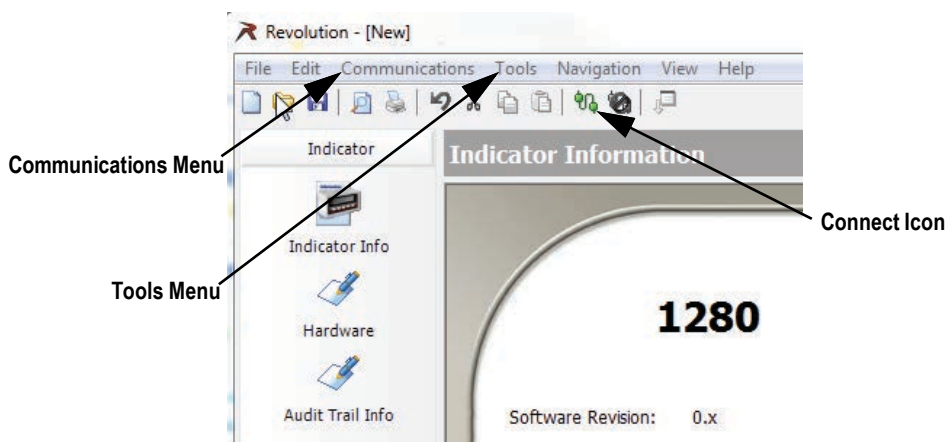 Revolution - [New]
File Edit Communications Tools Navigation View Help
Indicator
Indicator Information
Communications Menu
Connect Icon
Indicator Info
Tools Menu
1280
Hardware
Audit Trail Info
Software Revision: 0.x